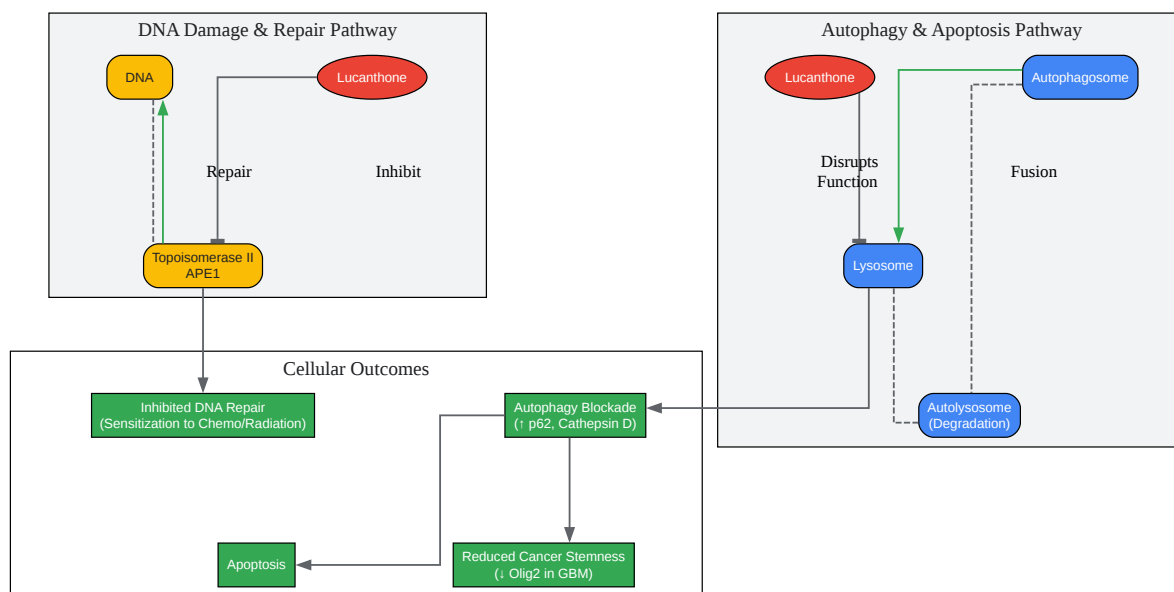 DNA Damage & Repair Pathway
DNA
Lucanthone
Repair
Inhibit
Topoisomerase II
APE1
Autophagy & Apoptosis Pathway
Lucanthone
Autophagosome
Disrupts
Function
Fusion
Lysosome
Autolysosome
(Degradation)
Cellular Outcomes
Inhibited DNA Repair
(Sensitization to Chemo/Radiation)
Autophagy Blockade
(↑ p62, Cathepsin D)
Apoptosis
Reduced Cancer Stemness
(↓ Olig2 in GBM)